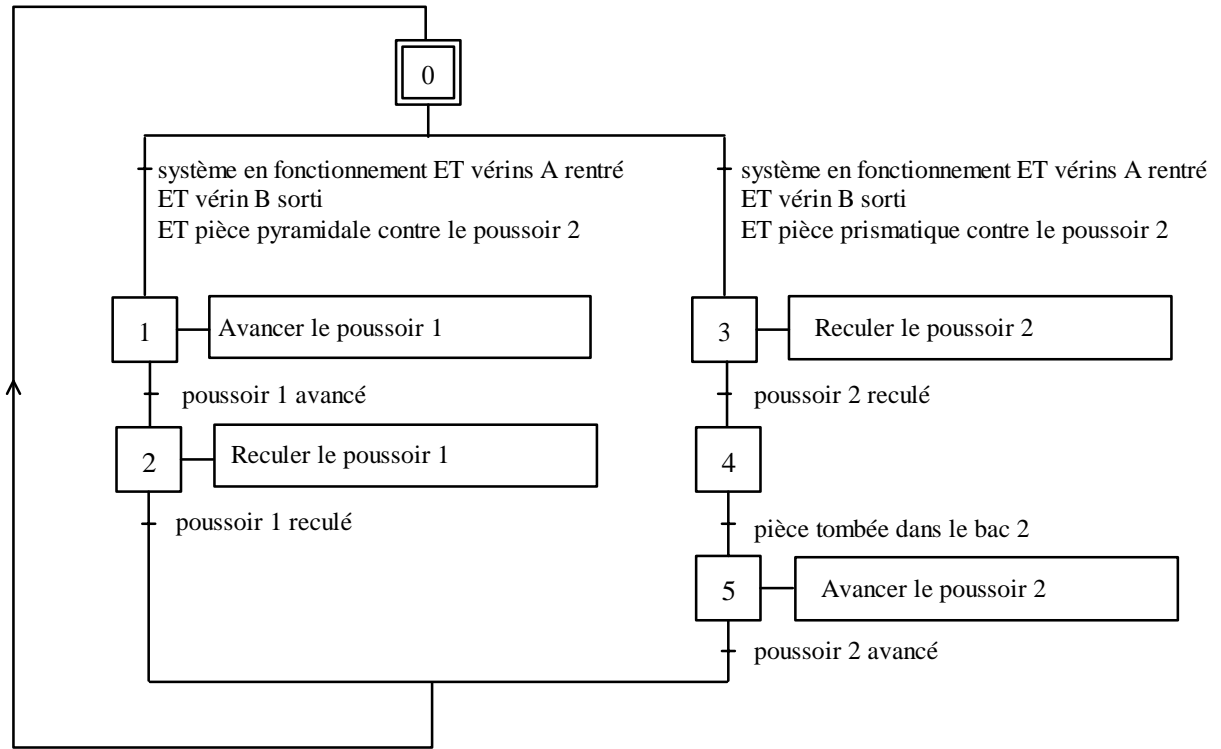 0
système en fonctionnement ET vérins A rentré
ET vérin B sorti
ET pièce pyramidale contre le poussoir 2
système en fonctionnement ET vérins A rentré
ET vérin B sorti
ET pièce prismatique contre le poussoir 2
1
Avancer le poussoir 1
3
Reculer le poussoir 2
poussoir 1 avancé
poussoir 2 reculé
2
Reculer le poussoir 1
4
poussoir 1 reculé
pièce tombée dans le bac 2
5
Avancer le poussoir 2
poussoir 2 avancé